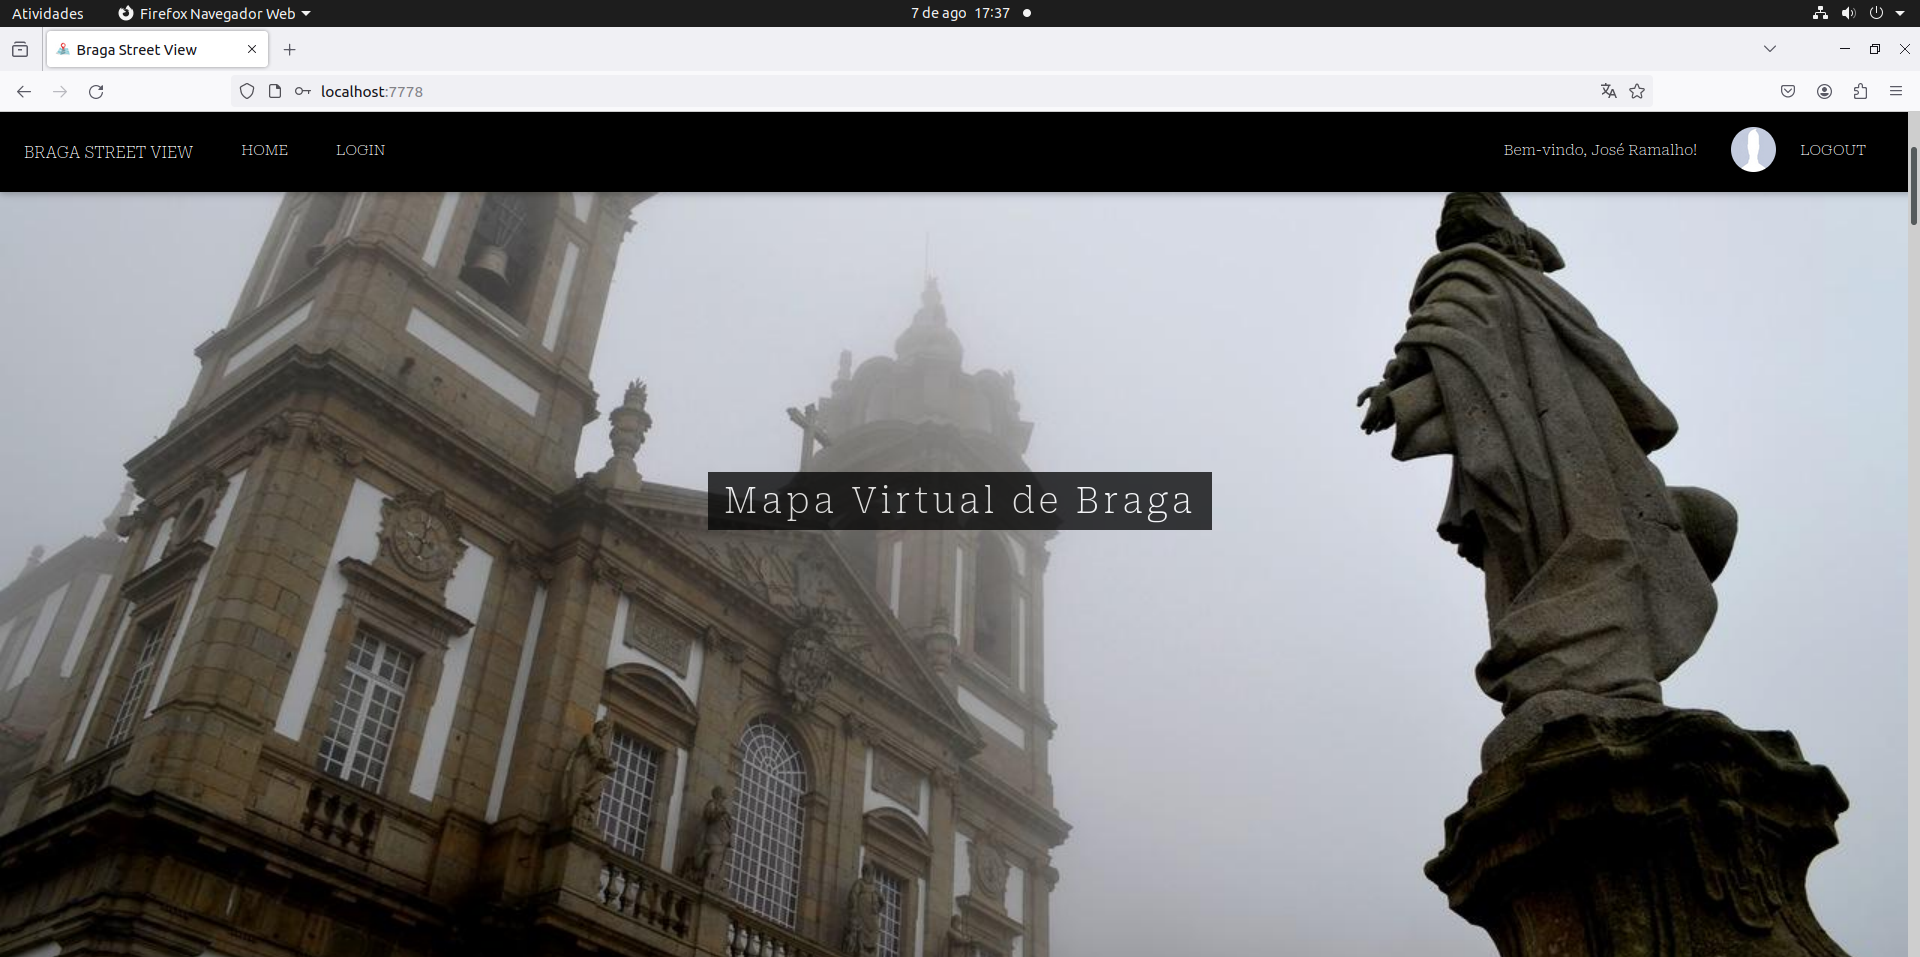 Atividades
Firefox Navegador Web
7 de ago 17:37
Braga Street View
localhost:7778
BRAGA STREET VIEW
HOME
LOGIN
Bem-vindo, José Ramalho!
LOGOUT
Mapa Virtual de Braga